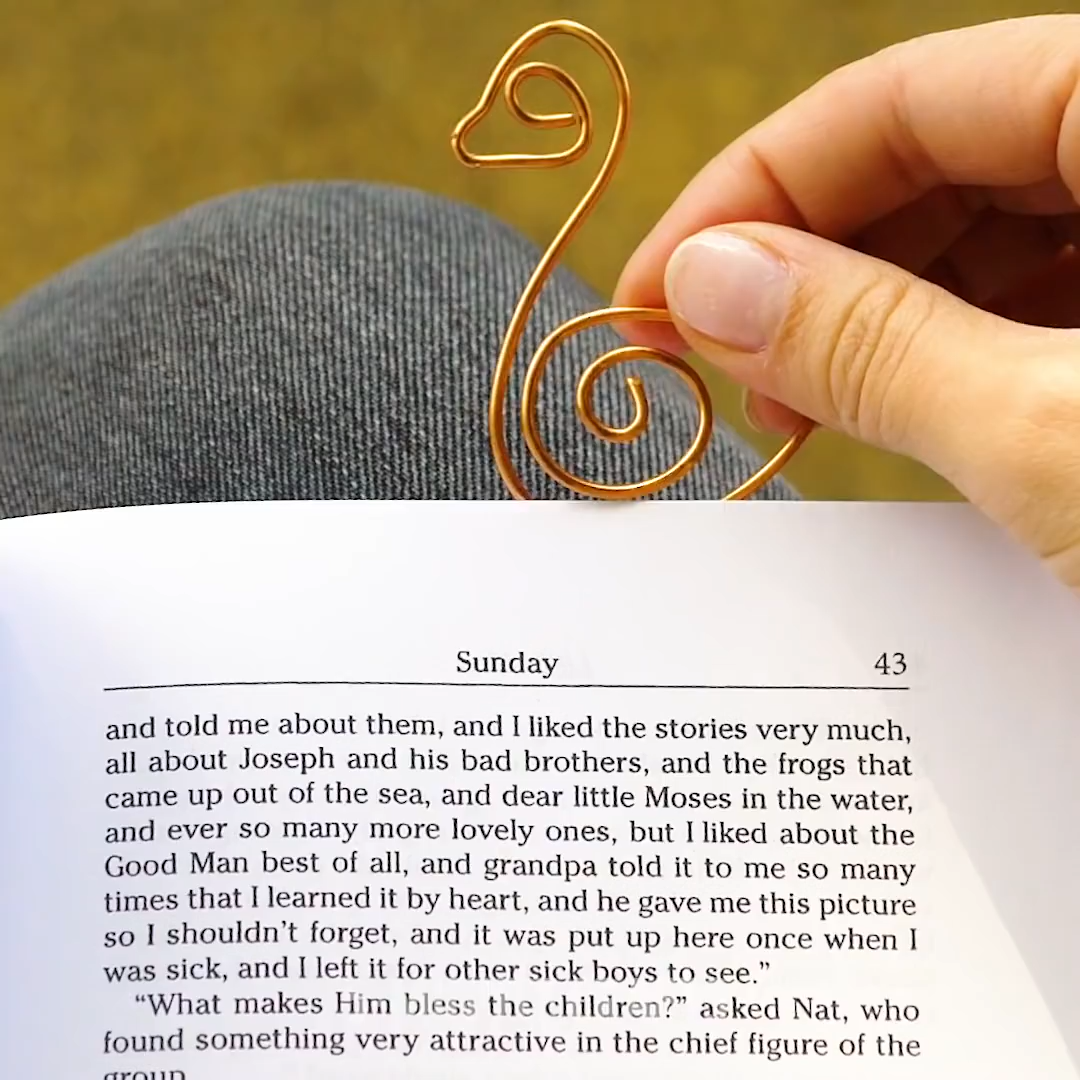 Sunday 43
and told me about them, and I liked the stories very much,
all about Joseph and his bad brothers, and the frogs that
came up out of the sea, and dear little Moses in the water,
and ever so many more lovely ones, but I liked about the
Good Man best of all, and grandpa told it to me so many
times that I learned it by heart, and he gave me this picture
so I shouldn’t forget, and it was put up here once when I
was sick, and I left it for other sick boys to see.”
“What makes Him bless the children?” asked Nat, who
found something very attractive in the chief figure of the
group